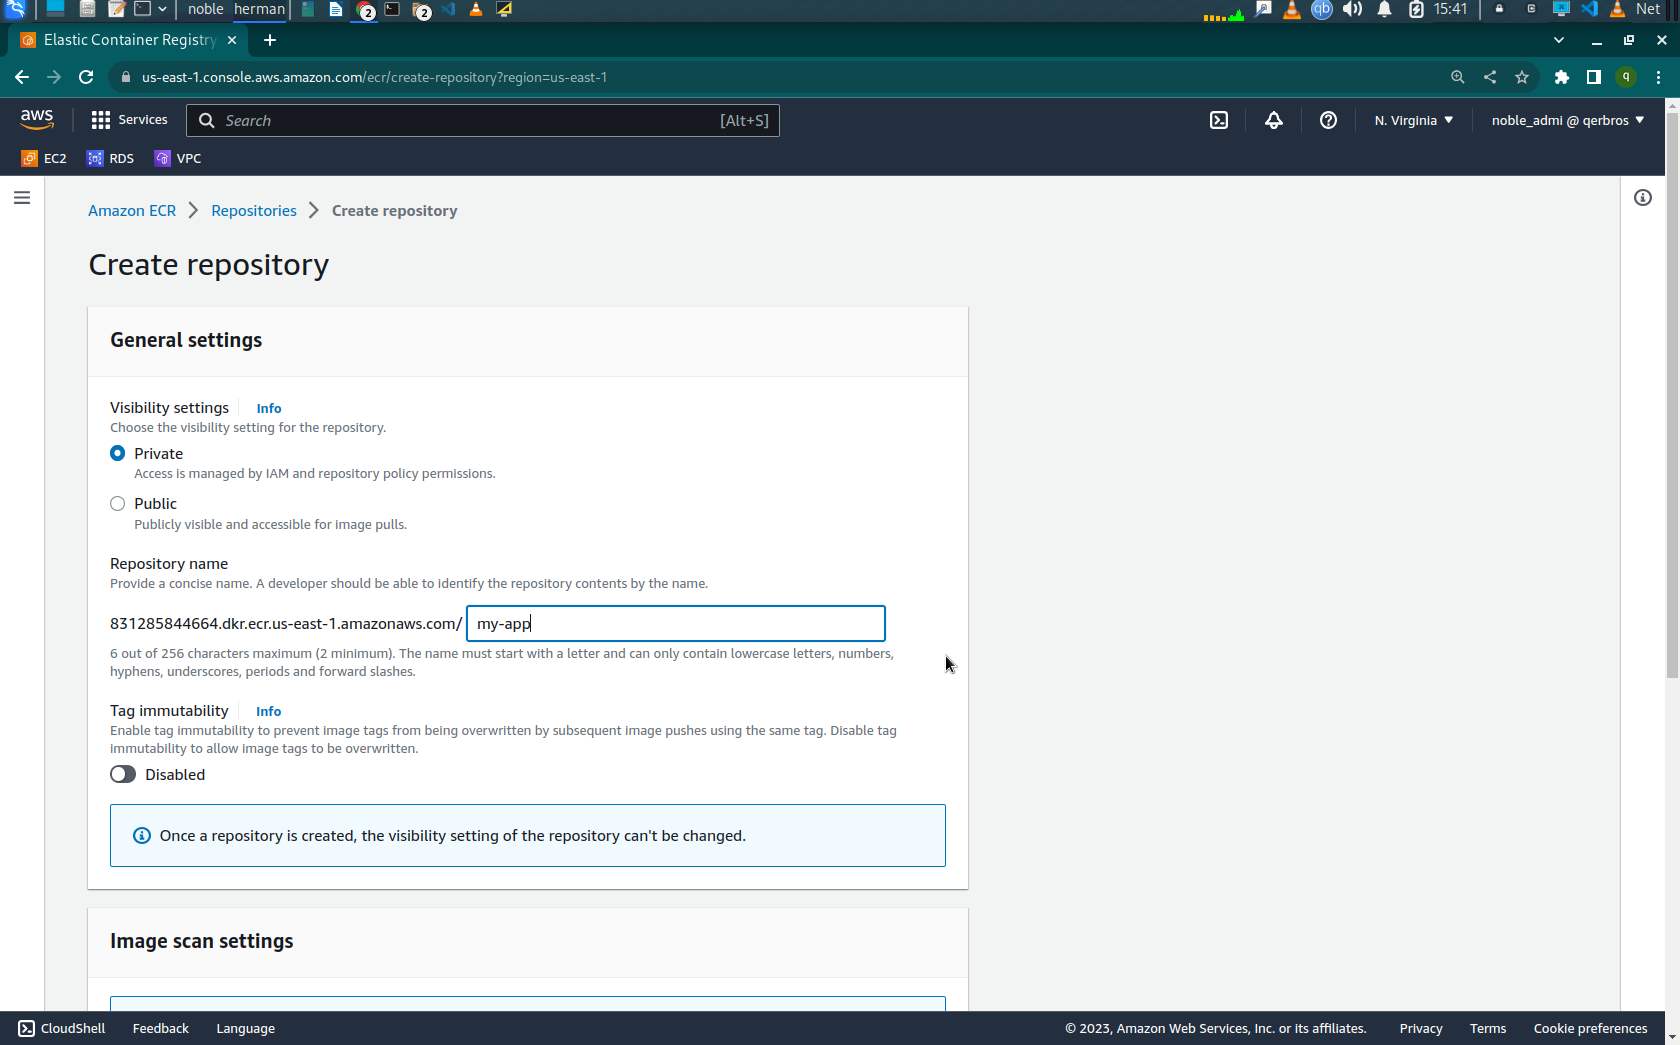 noble herman 2 2 qb 15:41 Net
Elastic Container Registry
us-east-1.console.aws.amazon.com/ecr/create-repository?region=us-east-1 q
aws Services Search [Alt+S] N. Virginia noble_admi @ qerbros
EC2 RDS VPC
Amazon ECR Repositories Create repository
Create repository
General settings
Visibility settings Info
Choose the visibility setting for the repository.
Private
Access is managed by IAM and repository policy permissions.
Public
Publicly visible and accessible for image pulls.
Repository name
Provide a concise name. A developer should be able to identify the repository contents by the name.
831285844664.dkr.ecr.us-east-1.amazonaws.com/ my-app
6 out of 256 characters maximum (2 minimum). The name must start with a letter and can only contain lowercase letters, numbers,
hyphens, underscores, periods and forward slashes.
Tag immutability Info
Enable tag immutability to prevent image tags from being overwritten by subsequent image pushes using the same tag. Disable tag
immutability to allow image tags to be overwritten.
Disabled
Once a repository is created, the visibility setting of the repository can't be changed.
Image scan settings
CloudShell Feedback Language © 2023, Amazon Web Services, Inc. or its affiliates. Privacy Terms Cookie preferences